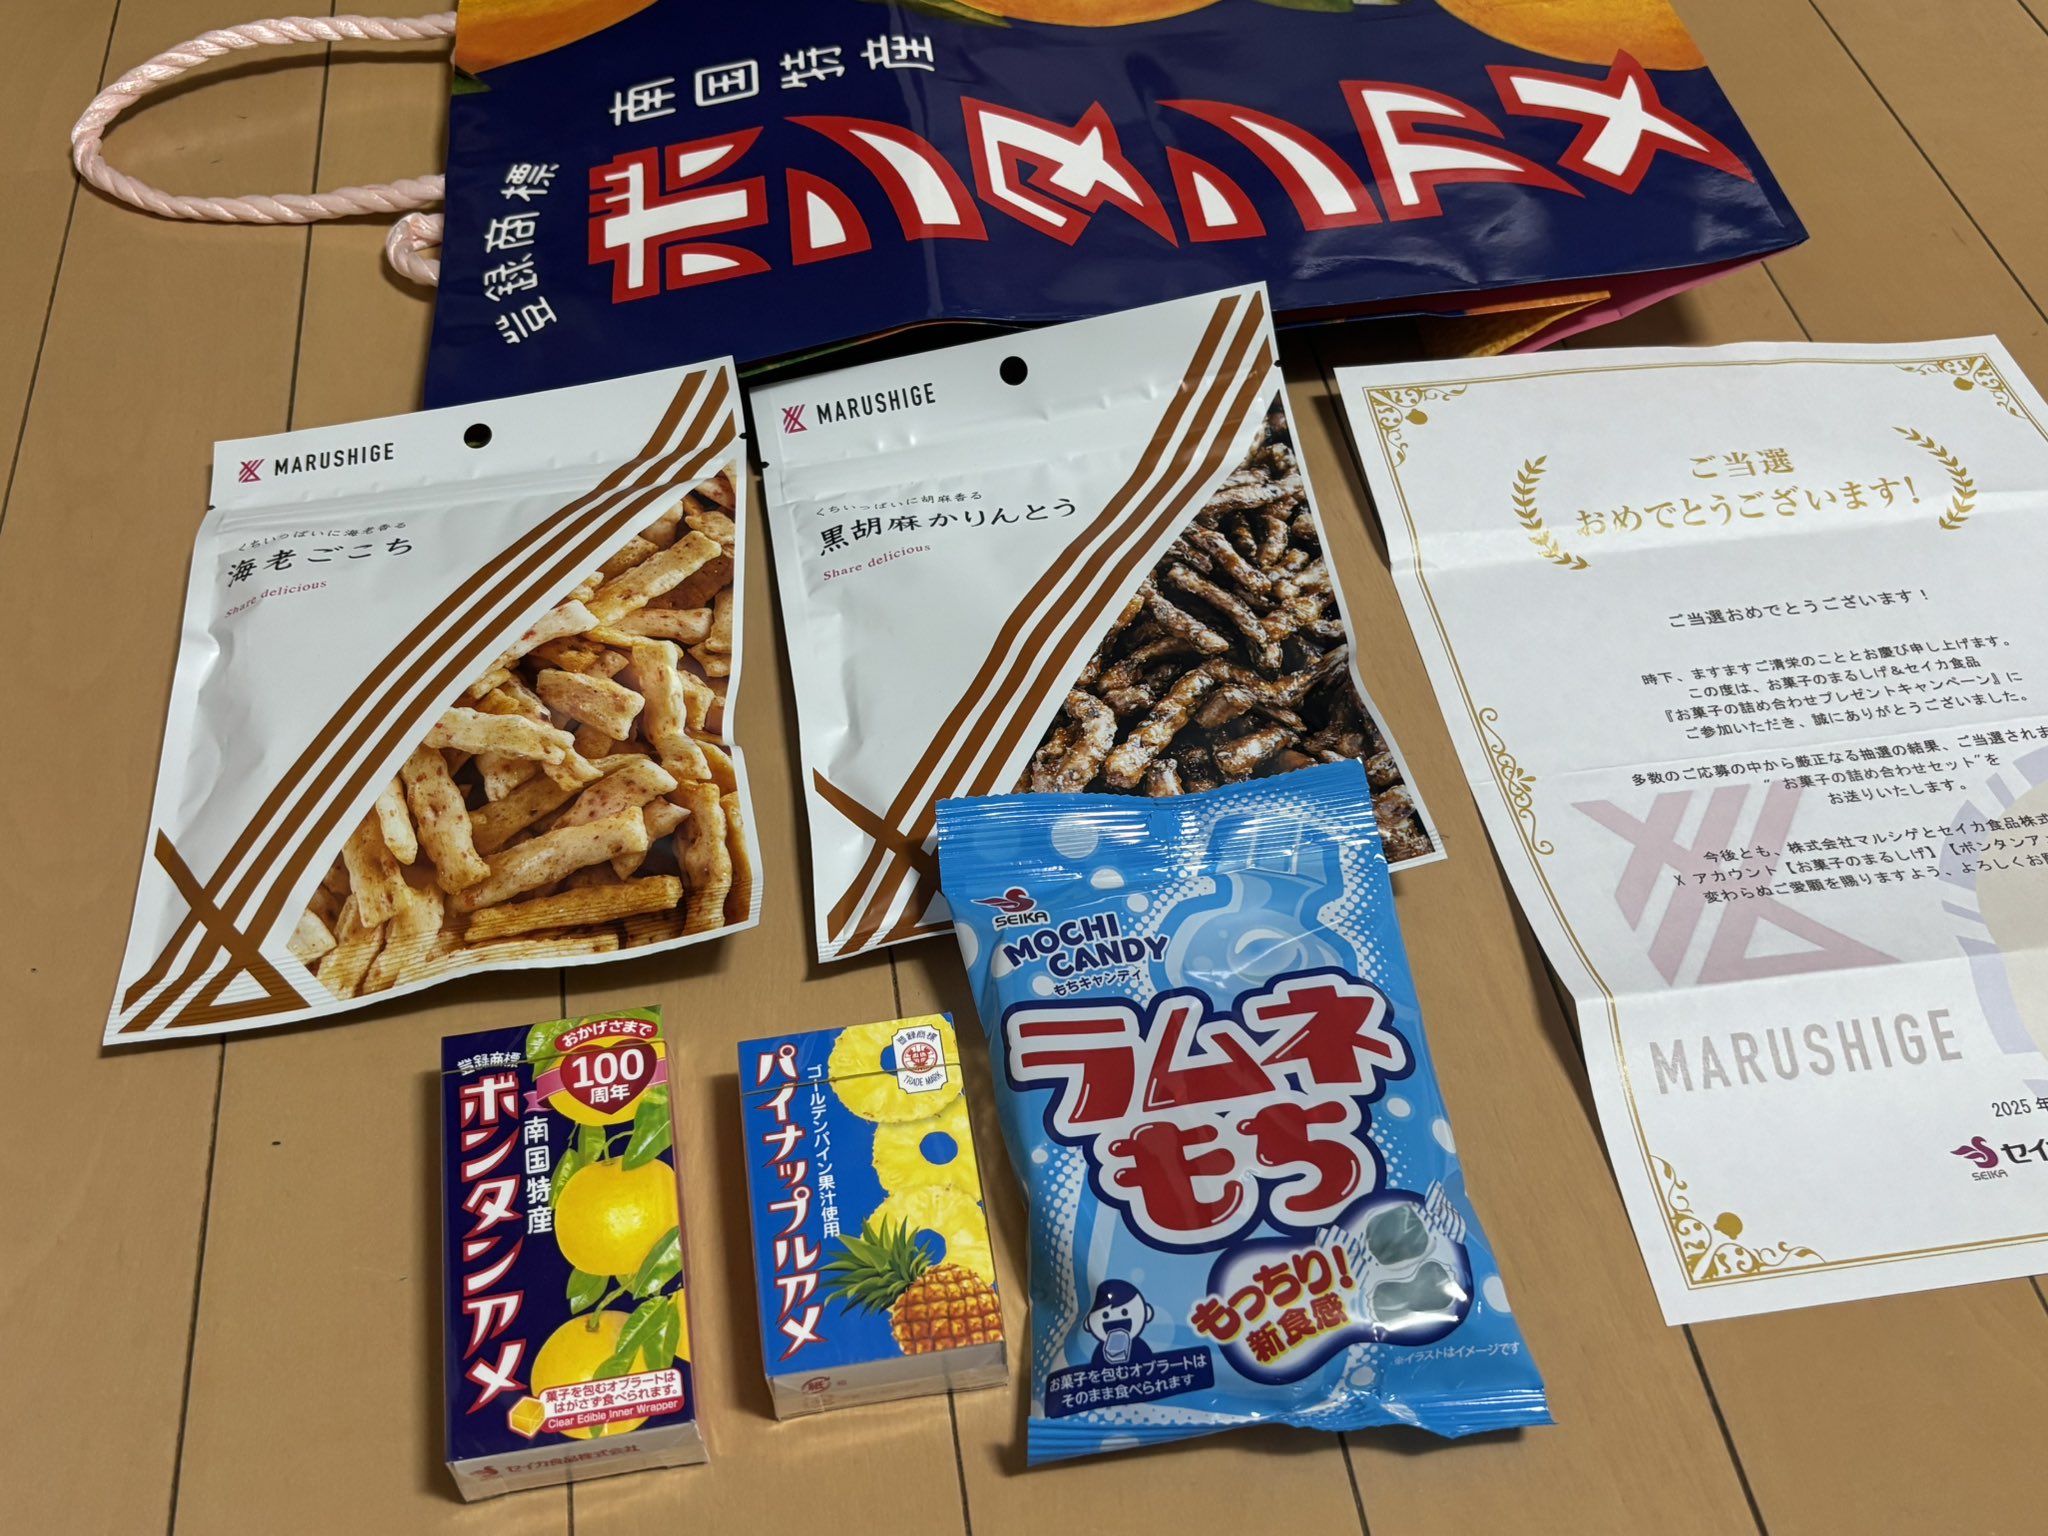 南国特産
登録商標
ボンタンアメ
MARUSHIGE
くちいっぱいに海老香る
海老ごこち
Share delicious
MARUSHIGE
くちいっぱいに胡麻香る
黒胡麻かりんとう
Share delicious
ご当選
おめでとうございます!
ご当選おめでとうございます!
時下、ますますご清栄のこととお慶び申し上げます。
この度は、お菓子のまるしげ&セイカ食品
『お菓子の詰め合わせプレゼントキャンペーン』に
ご参加いただき、誠にありがとうございました。
多数のご応募の中から厳正なる抽選の結果、ご当選されま
"お菓子の詰め合わせセット"を
お送りいたします。
今後とも、株式会社マルシゲとセイカ食品株式
Xアカウント【お菓子のまるしげ】【ボンタンア
変わらぬご愛顧を賜りますよう、よろしくお
MARUSHIGE
2025年
SEIKA
セイ
登録商標
ボンタンアメ
南国特産
おかげさまで
100
周年
菓子を包むオブラートは
はがさず食べられます。
Clear Edible Inner Wrapper
セイカ食品株式会社
パイナップルアメ
ゴールデンパイン果汁使用
登録商標
TRADE MARK
紙
SEIKA
MOCHI
CANDY
もちキャンディ
ラムネ
もち
もっちり!
新食感
お菓子を包むオブラートは
そのまま食べられます
※イラストはイメージです